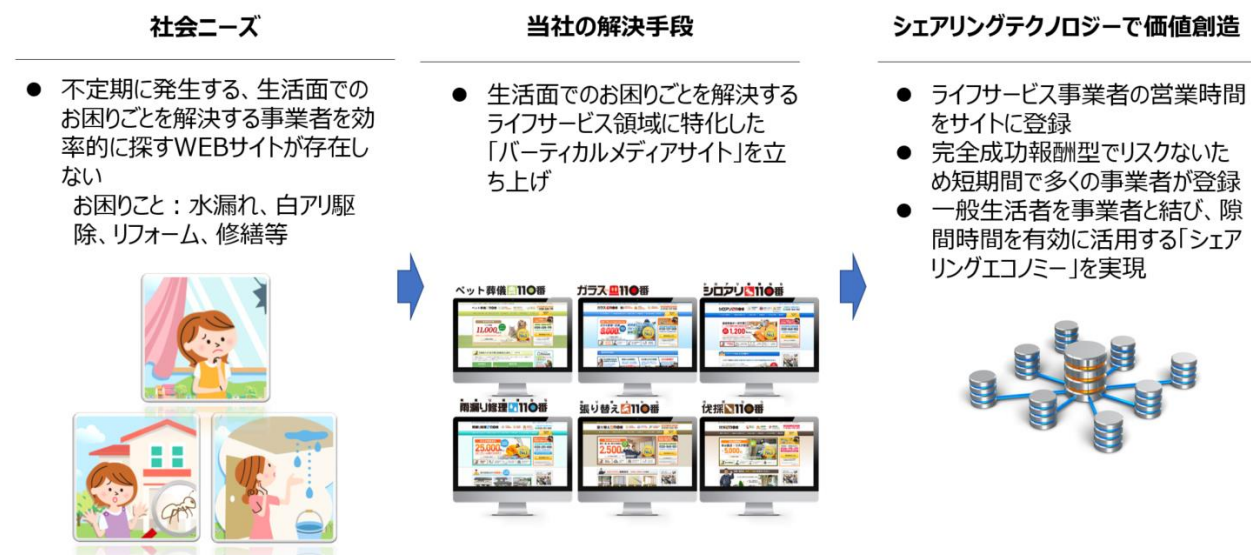 社会ニーズ
● 不定期に発生する、生活面での
お困りごとを解決する事業者を効
率的に探すWEBサイトが存在し
ない
お困りこと：水漏れ、白アリ駆
除、リフォーム、修繕等
当社の解決手段
● 生活面でのお困りごとを解決する
ライフサービス領域に特化した
「バーティカルメディアサイト」を立
ち上げ
ペット葬儀110番
ガラス110番
シロアリ110番
11,000
1,200
雨漏り修理110番
張り替え110番
伐採110番
25,000
2,500
5,000
シェアリングテクノロジーで価値創造
● ライフサービス事業者の営業時間
をサイトに登録
● 完全成功報酬型でリスクないた
め短期間で多くの事業者が登録
● 一般生活者を事業者と結び、隙
間時間を有効に活用する「シェア
リングエコノミー」を実現